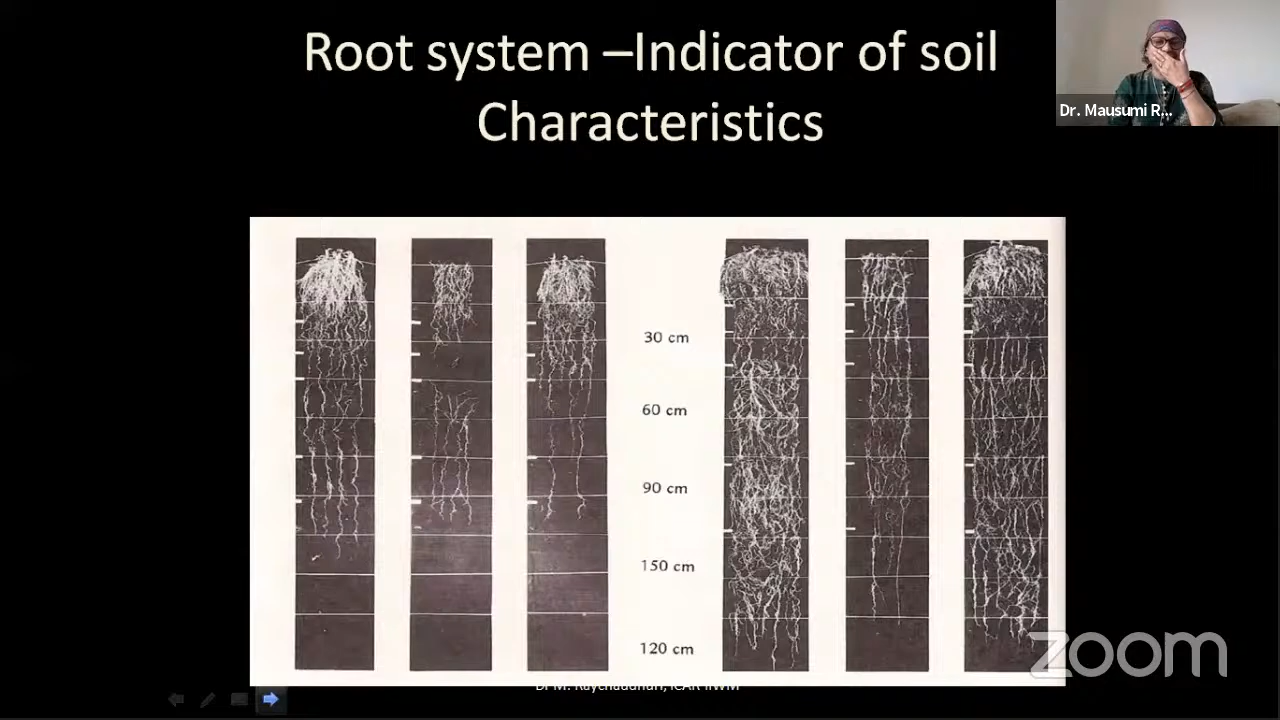 Root system –Indicator of soil
Characteristics
Dr. Mausumi R...
30 cm
60 cm
90 cm
150 cm
120 cm
zoom